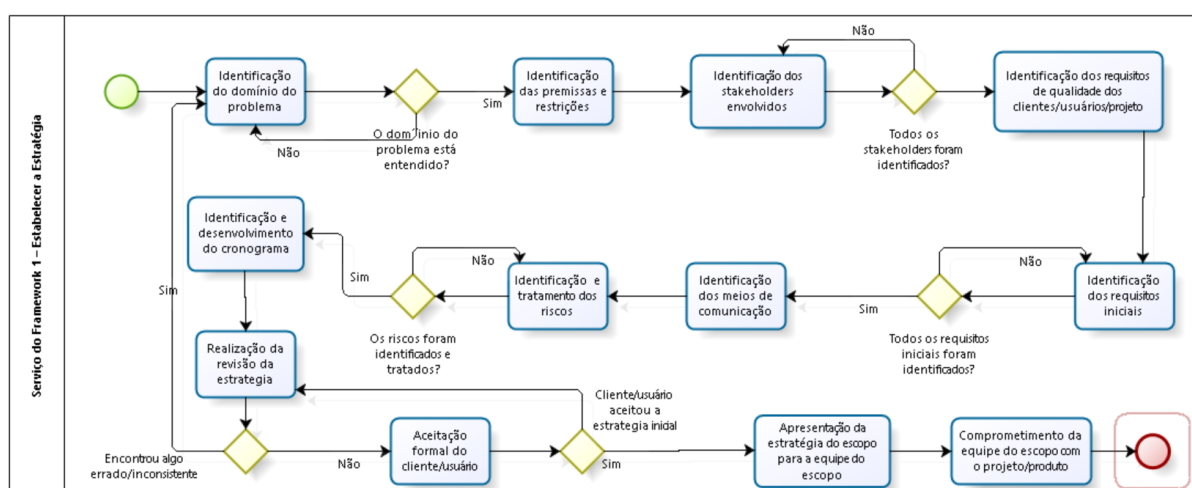 Serviço do Framework 1 – Estabelecer a Estratégia
Identificação
do domínio do
problema
Não
O domínio do
problema está
entendido?
Sim
Identificação
das premissas e
restrições
Identificação dos
stakeholders
envolvidos
Não
Todos os
stakeholders foram
identificados?
Identificação dos requisitos
de qualidade dos
clientes/usuários/projeto
Identificação
dos requisitos
iniciais
Não
Todos os requisitos
iniciais foram
identificados?
Sim
Identificação
dos meios de
comunicação
Identificação e
tratamento dos
riscos
Não
Os riscos foram
identificados e
tratados?
Sim
Identificação e
desenvolvimento
do cronograma
Realização da
revisão da
estrategia
Sim
Encontrou algo
errado/inconsistente
Não
Aceitação
formal do
cliente/usuário
Cliente/usuário
aceitou a
estrategia inicial
Sim
Apresentação da
estratégia do escopo
para a equipe do
escopo
Comprometimento da
equipe do escopo com
o projeto/produto